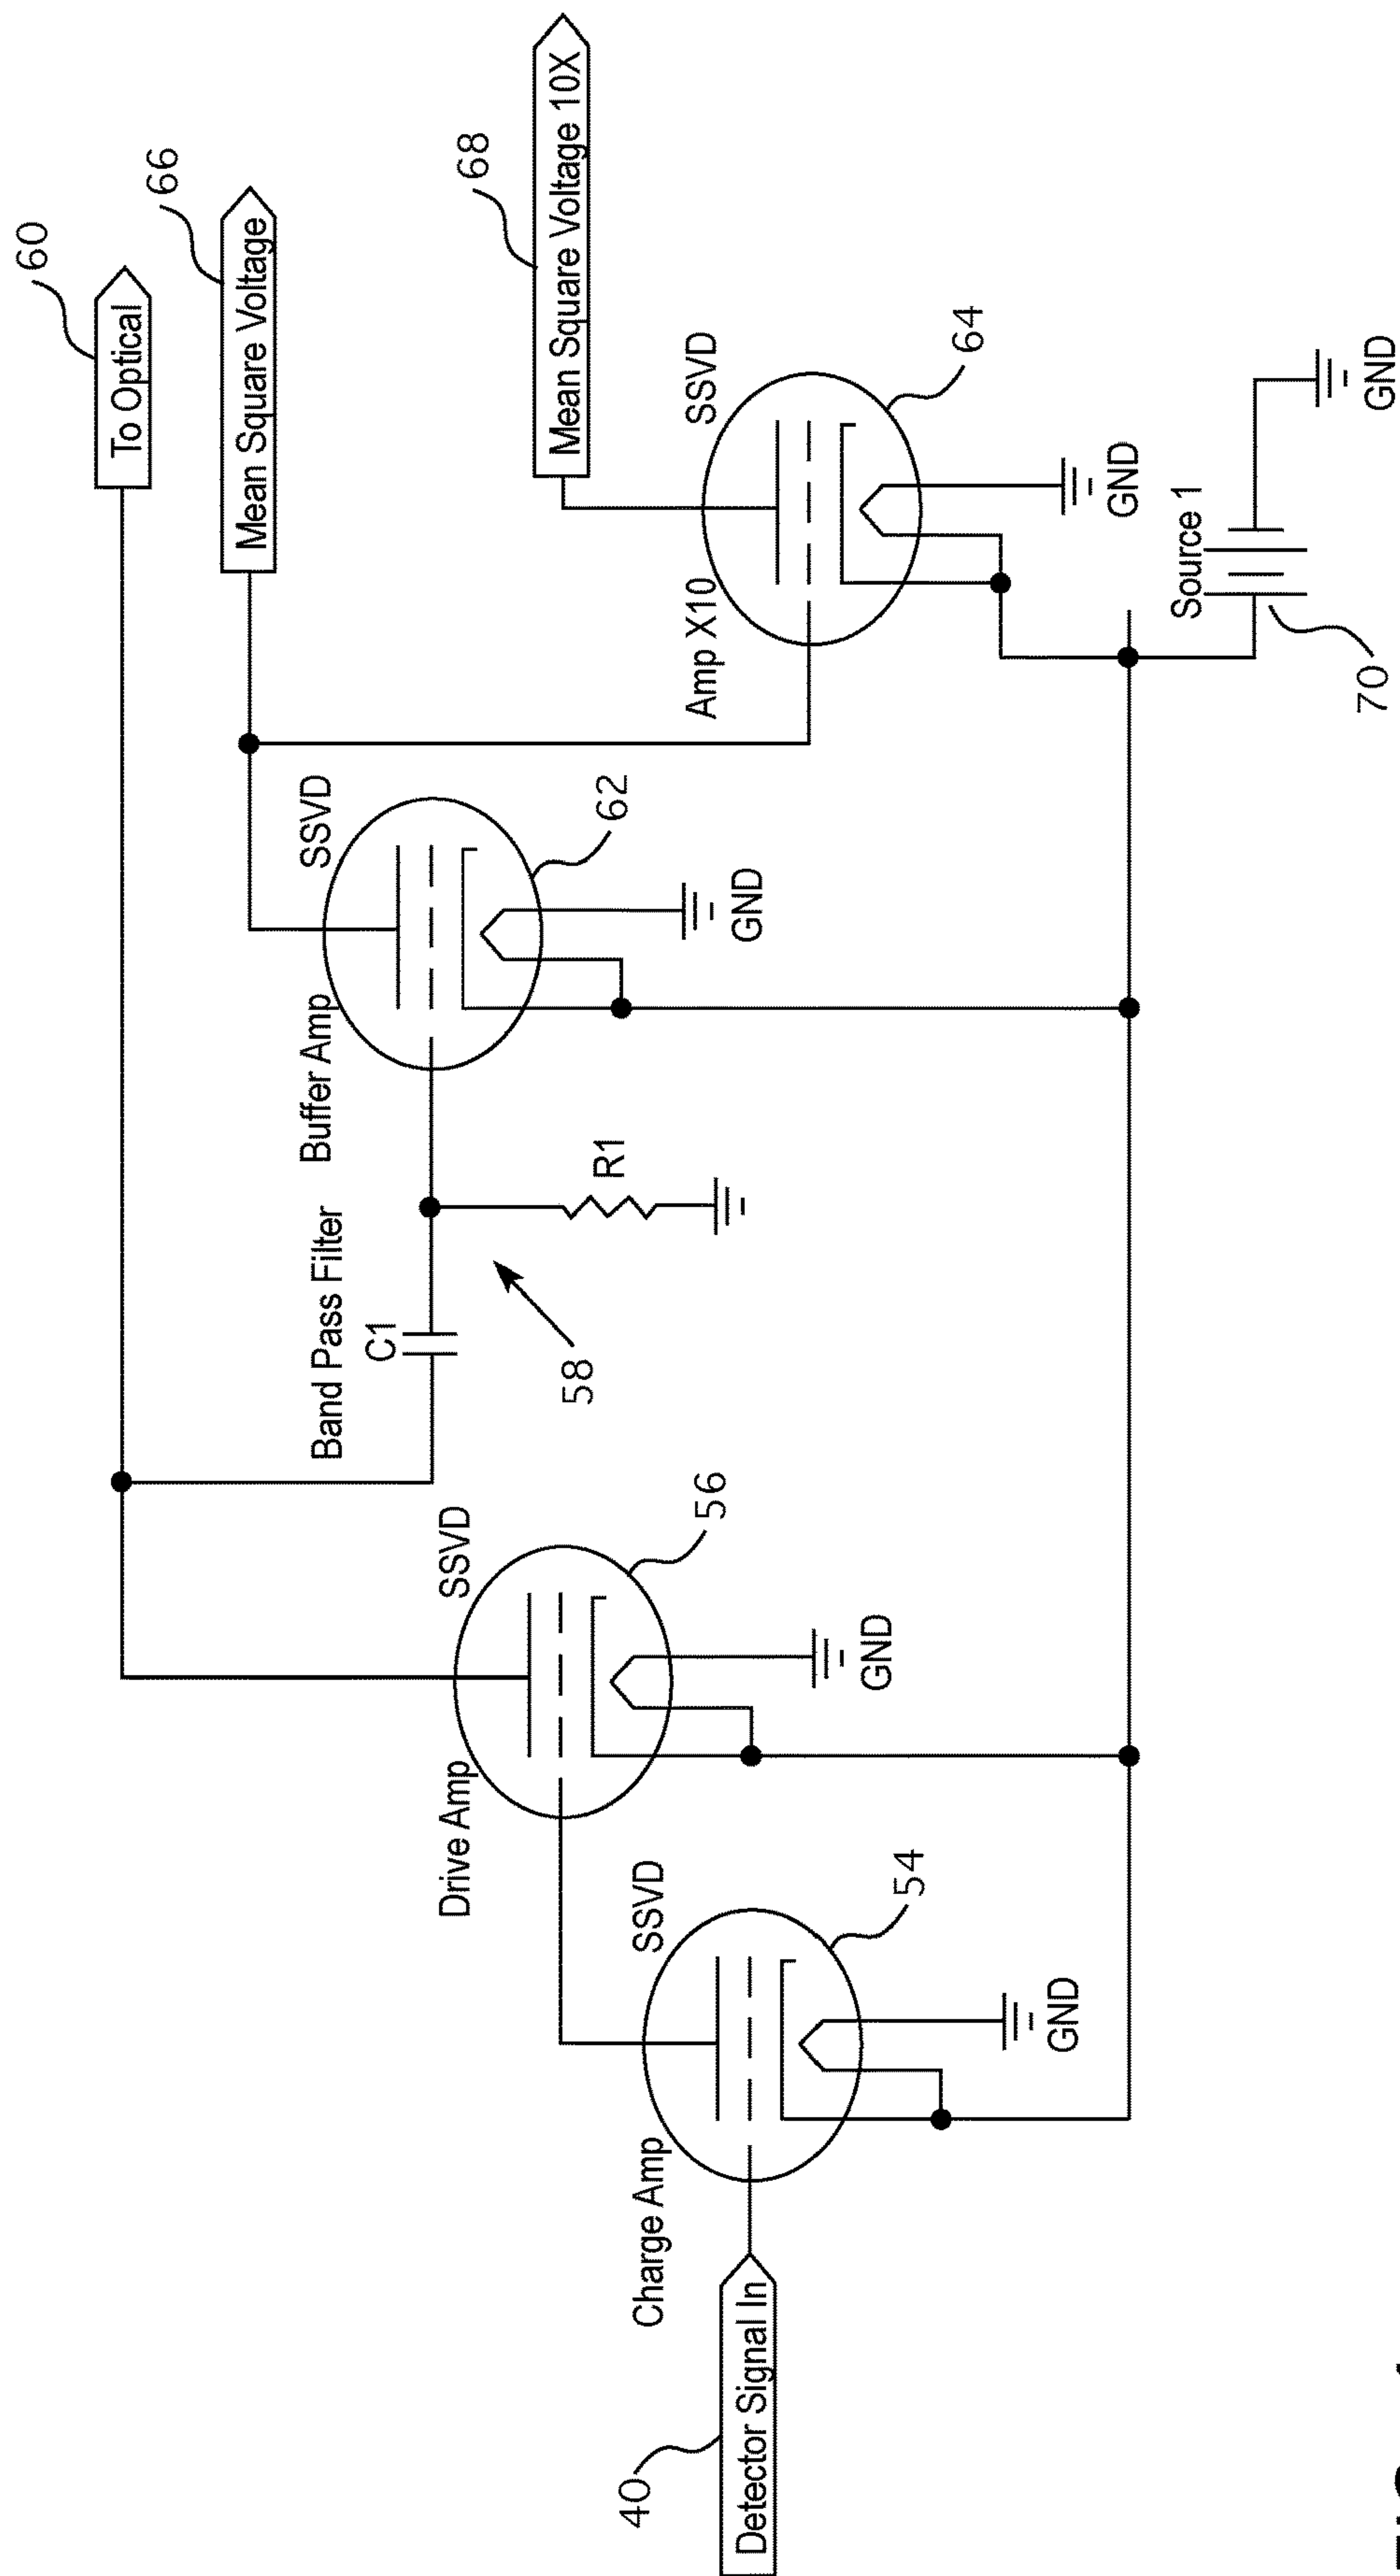 60
To Optical
66
Mean Square Voltage
68
Mean Square Voltage 10X
Band Pass Filter
C1
58
R1
Buffer Amp
SSVD
62
GND
Amp X10
SSVD
64
GND
Drive Amp
SSVD
56
GND
Charge Amp
SSVD
54
GND
40
Detector Signal In
Source 1
70
GND